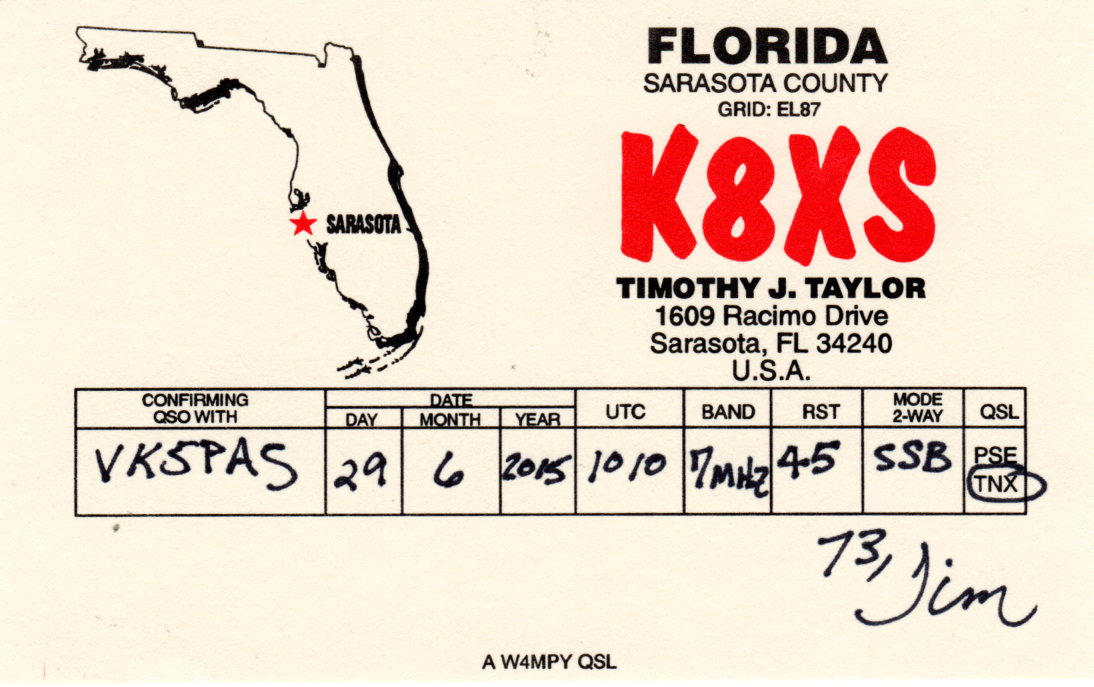 FLORIDA
SARASOTA COUNTY
GRID: EL87
K8XS
SARASOTA
TIMOTHY J. TAYLOR
1609 Racimo Drive
Sarasota, FL 34240
U.S.A.
CONFIRMING QSO WITH DATE DAY MONTH YEAR UTC BAND RST MODE 2-WAY QSL
VK5PAS 29 6 2015 1010 7MHz 45 SSB PSE TNX
73, Tim
A W4MPY QSL